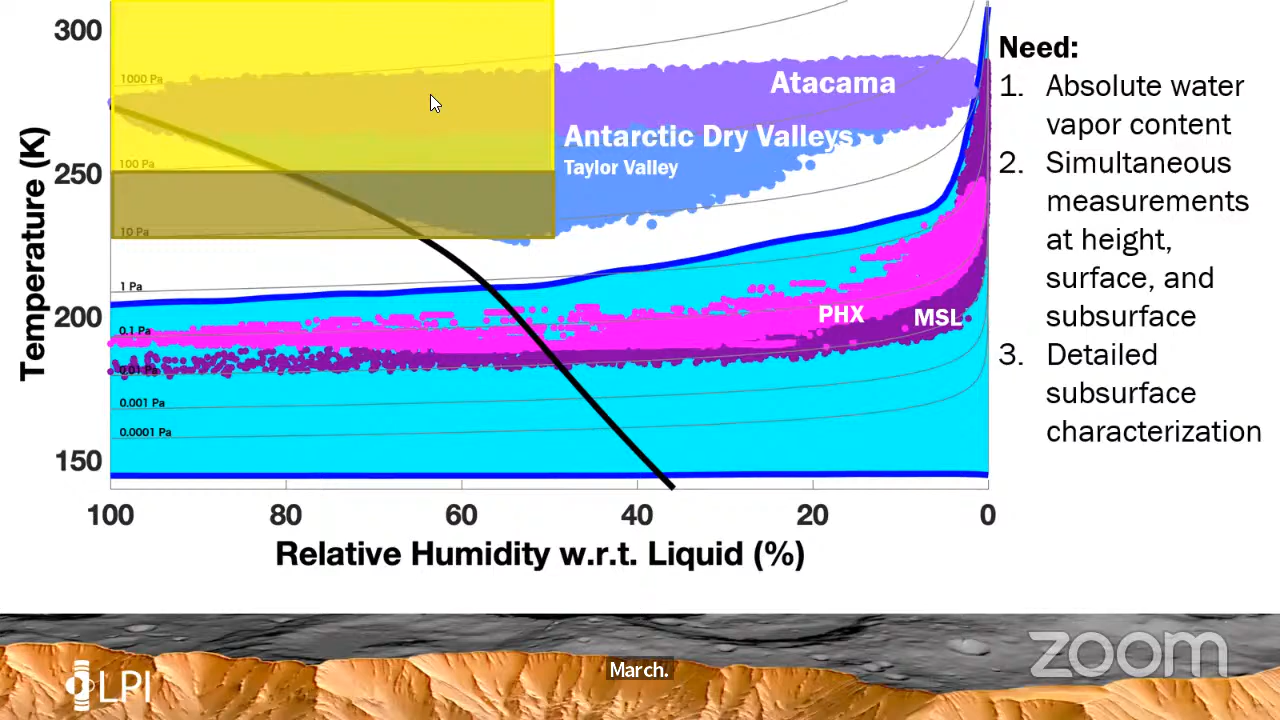 300
250
200
150
Temperature (K)
1000 Pa
100 Pa
10 Pa
1 Pa
0.1 Pa
0.01 Pa
0.001 Pa
0.0001 Pa
Atacama
Antarctic Dry Valleys
Taylor Valley
PHX
MSL
100 80 60 40 20 0
Relative Humidity w.r.t. Liquid (%)
Need:
1. Absolute water
vapor content
2. Simultaneous
measurements
at height,
surface, and
subsurface
3. Detailed
subsurface
characterization
LPI
March.
zoom